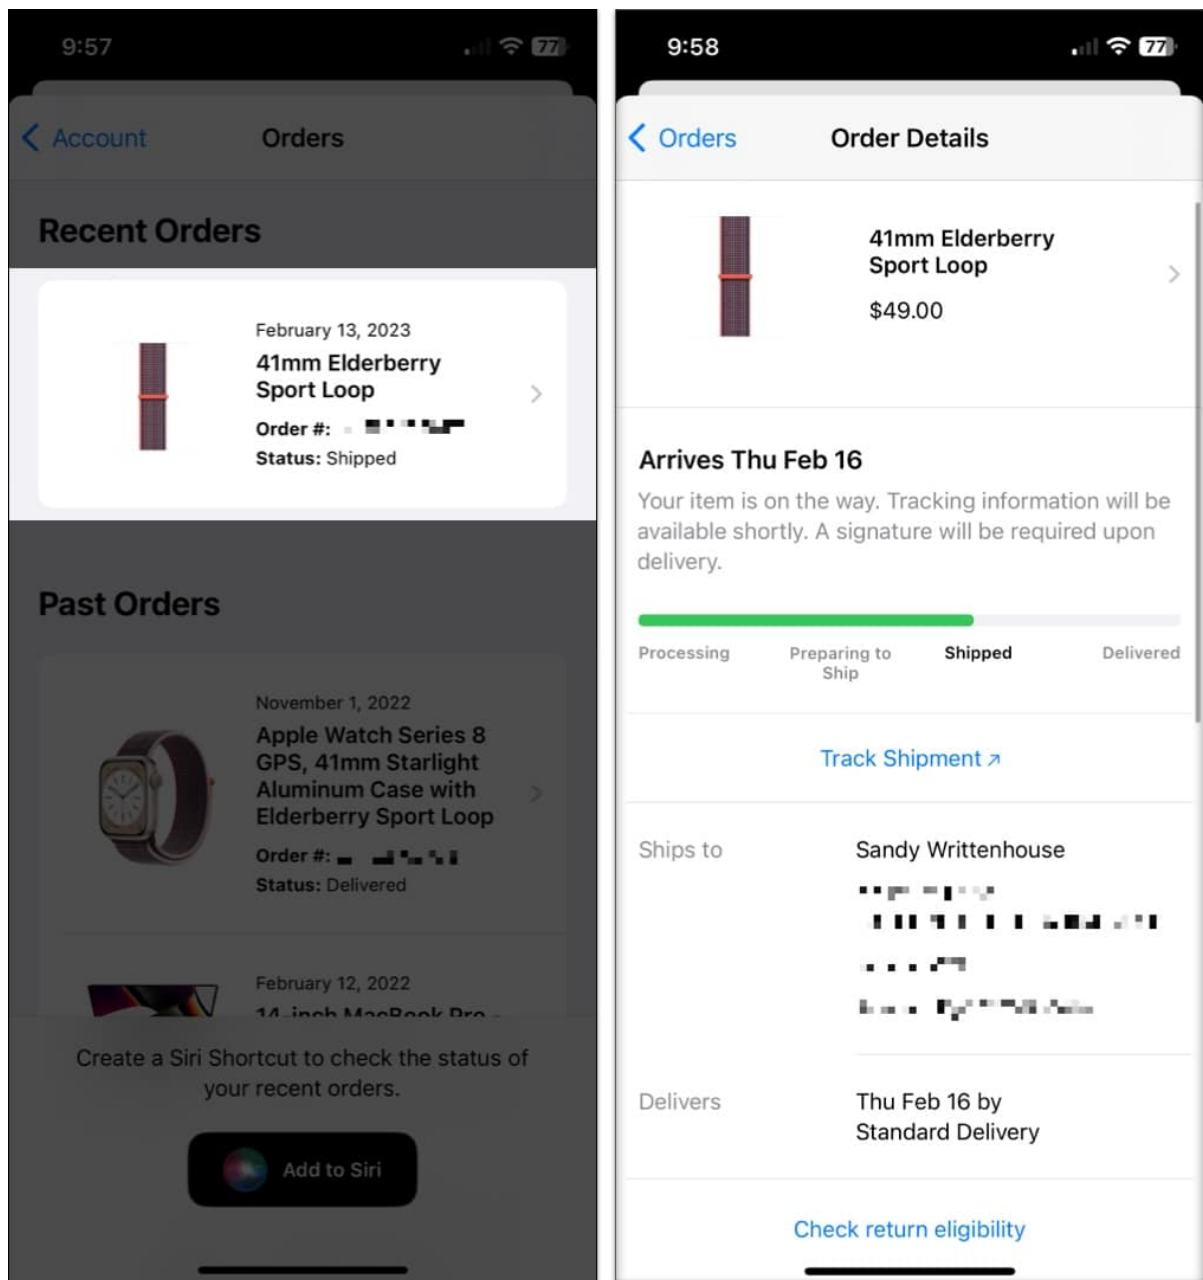 9:57
77
Account
Orders
Recent Orders
February 13, 2023
41mm Elderberry
Sport Loop
Order #:
Status: Shipped
Past Orders
November 1, 2022
Apple Watch Series 8
GPS, 41mm Starlight
Aluminum Case with
Elderberry Sport Loop
Order #:
Status: Delivered
February 12, 2022
14-inch MacBook Pro -
Create a Siri Shortcut to check the status of
your recent orders.
Add to Siri
9:58
77
Orders
Order Details
41mm Elderberry
Sport Loop
$49.00
Arrives Thu Feb 16
Your item is on the way. Tracking information will be
available shortly. A signature will be required upon
delivery.
Processing
Preparing to
Ship
Shipped
Delivered
Track Shipment ↗
Ships to
Sandy Writtenhouse
Delivers
Thu Feb 16 by
Standard Delivery
Check return eligibility